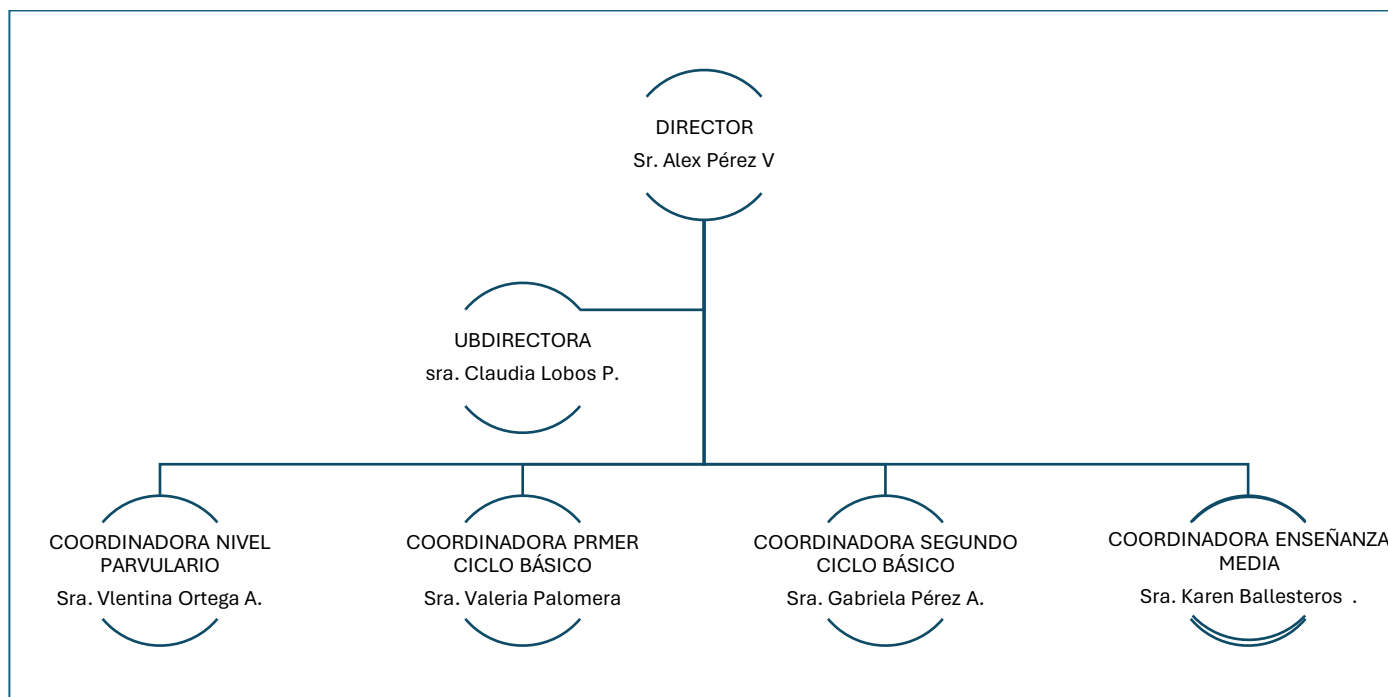 DIRECTOR
Sr. Alex Pérez V
UBDIRECTORA
sra. Claudia Lobos P.
COORDINADORA NIVEL
PARVULARIO
Sra. Vlentina Ortega A.
COORDINADORA PRMER
CICLO BÁSICO
Sra. Valeria Palomera
COORDINADORA SEGUNDO
CICLO BÁSICO
Sra. Gabriela Pérez A.
COORDINADORA ENSEÑANZA
MEDIA
Sra. Karen Ballesteros .